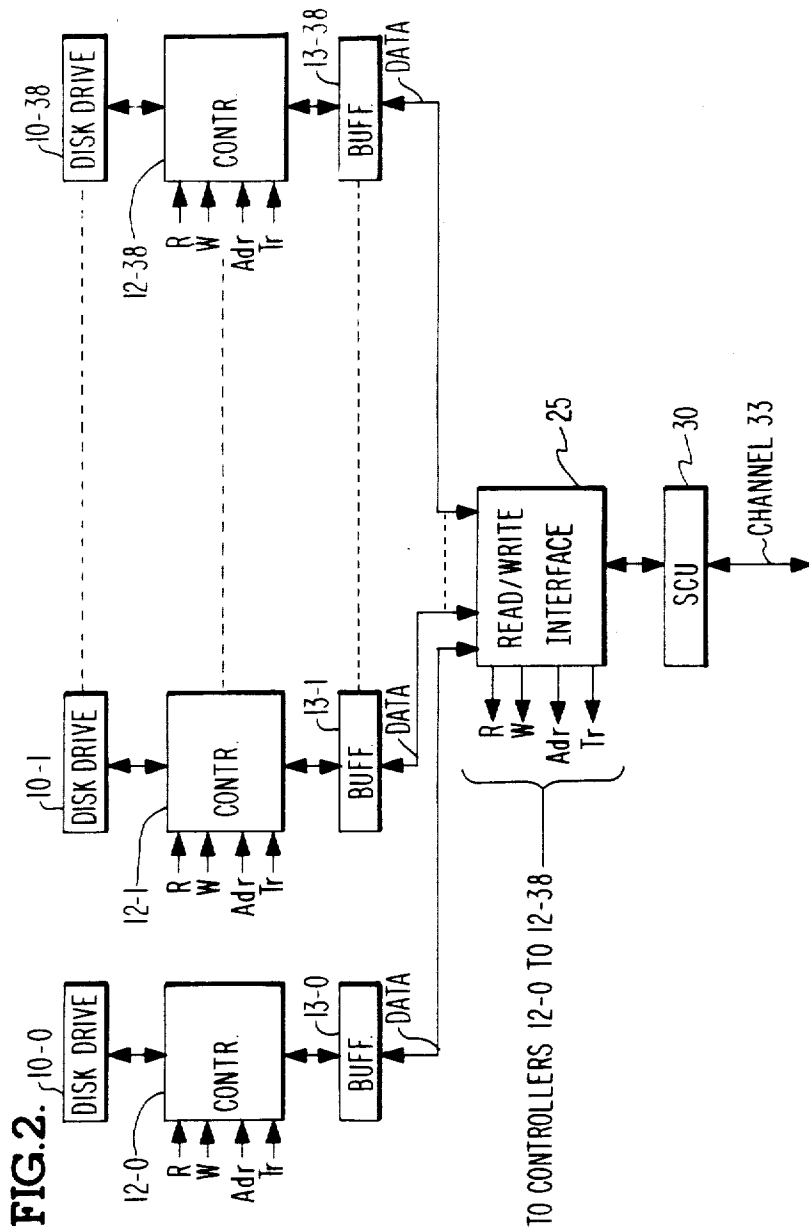 FIG.2.
10-0
DISK DRIVE
10-1
DISK DRIVE
10-38
DISK DRIVE
12-0
CONTR.
R
W
Adr
Tr
12-1
CONTR.
R
W
Adr
Tr
12-38
CONTR.
R
W
Adr
Tr
13-0
BUFF.
DATA
13-1
BUFF.
DATA
13-38
BUFF.
DATA
TO CONTROLLERS 12-0 TO 12-38
R
W
Adr
Tr
READ/WRITE
INTERFACE
25
SCU
30
CHANNEL 33